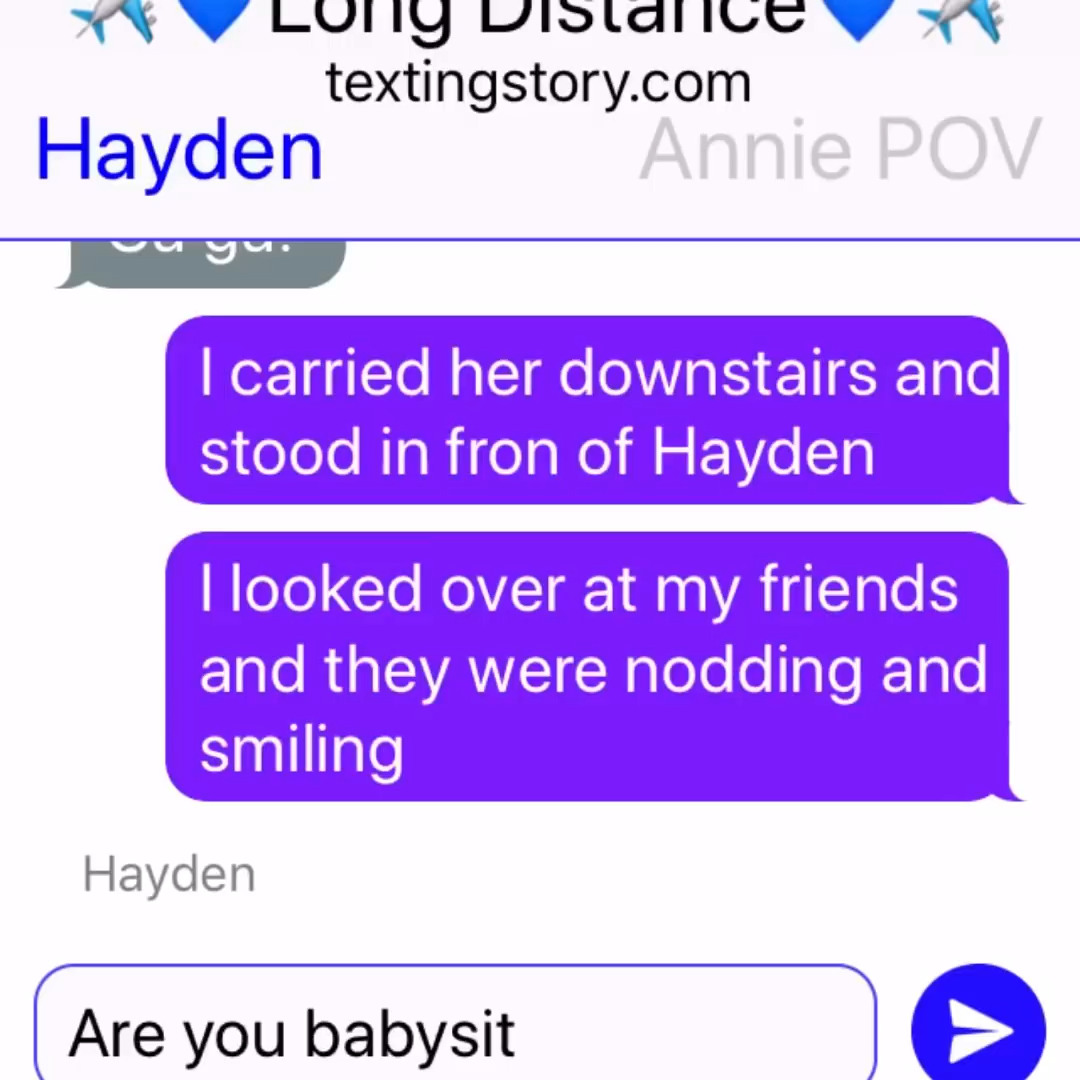 ✈️💙Long Distance💙✈️
textingstory.com
Hayden
Annie POV
I carried her downstairs and
stood in fron of Hayden
I looked over at my friends
and they were nodding and
smiling
Hayden
Are you babysit